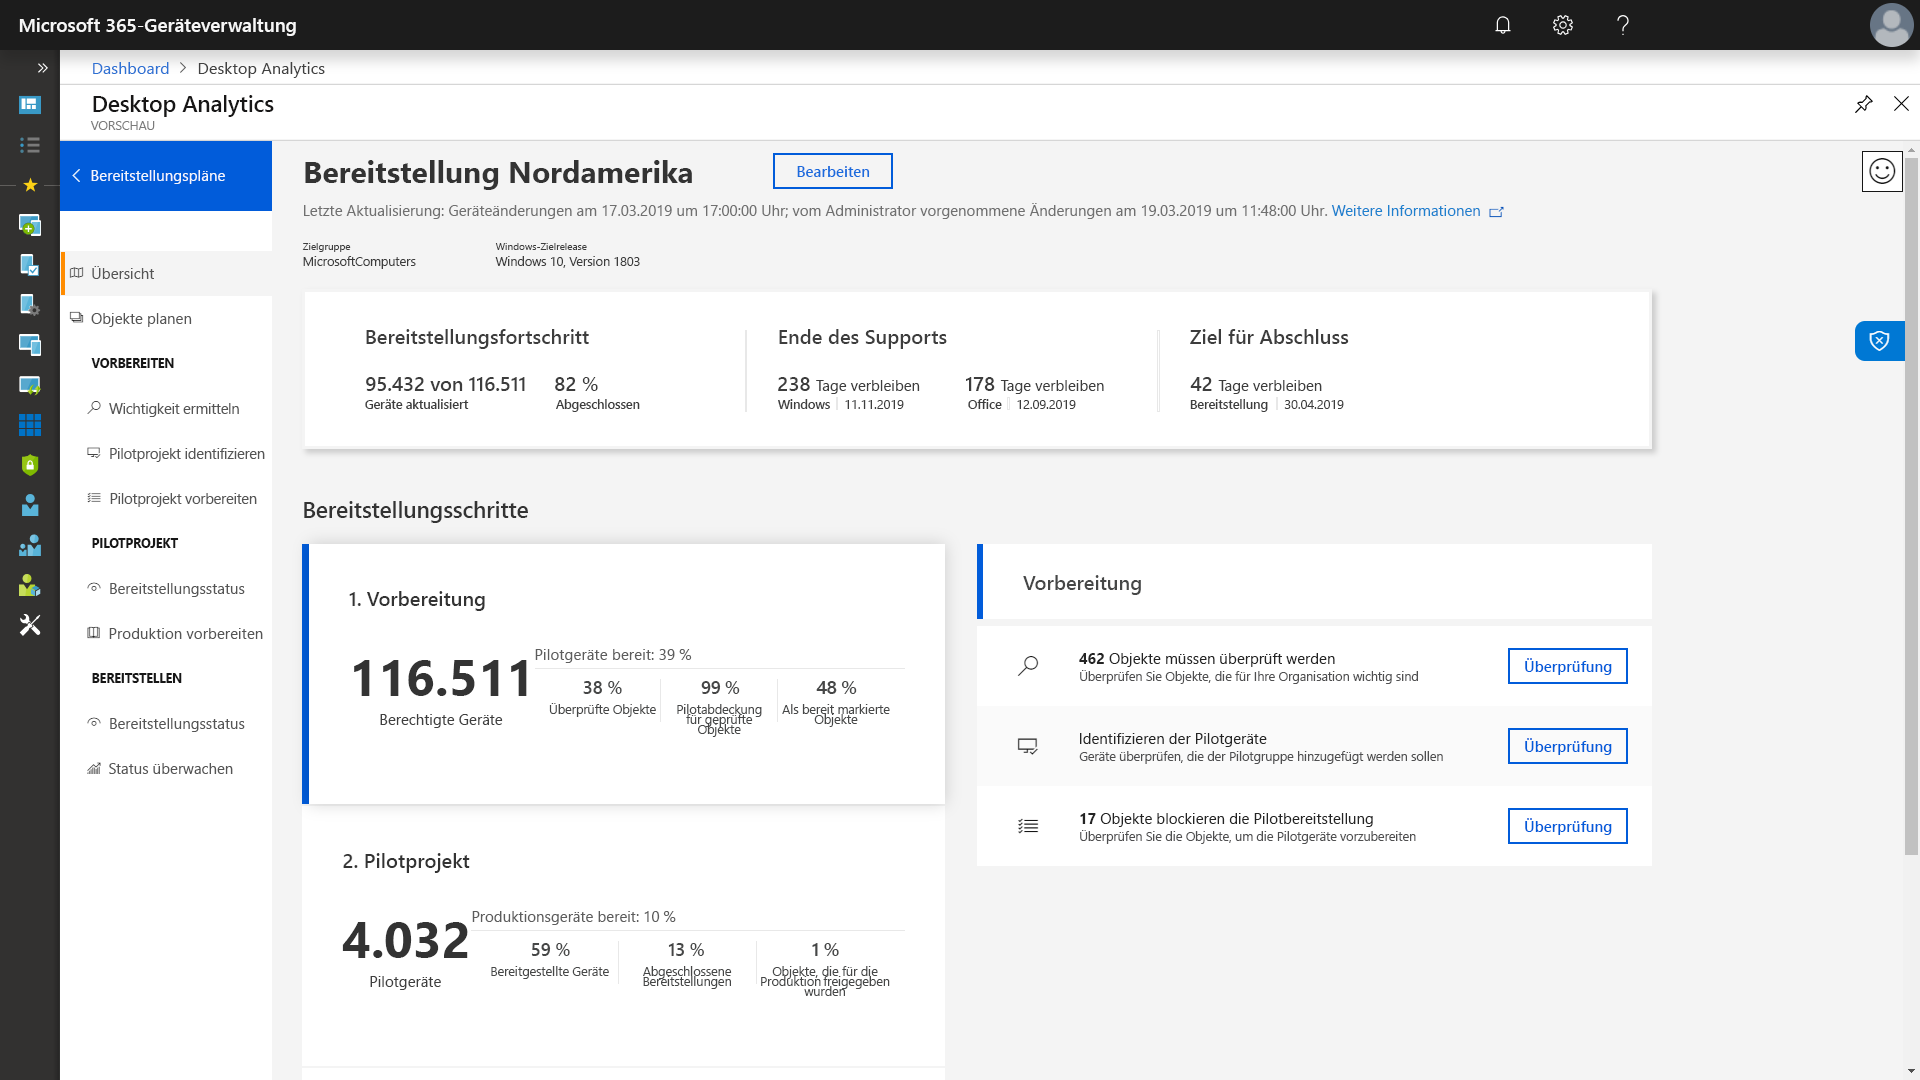 Microsoft 365-Geräteverwaltung
Dashboard > Desktop Analytics
Desktop Analytics
VORSCHAU
Bereitstellungspläne
Übersicht
Objekte planen
VORBEREITEN
Wichtigkeit ermitteln
Pilotprojekt identifizieren
Pilotprojekt vorbereiten
PILOTPROJEKT
Bereitstellungsstatus
Produktion vorbereiten
BEREITSTELLEN
Bereitstellungsstatus
Status überwachen
Bereitstellung Nordamerika
Bearbeiten
Letzte Aktualisierung: Geräteänderungen am 17.03.2019 um 17:00:00 Uhr; vom Administrator vorgenommene Änderungen am 19.03.2019 um 11:48:00 Uhr. Weitere Informationen
Zielgruppe
MicrosoftComputers
Windows-Zielrelease
Windows 10, Version 1803
Bereitstellungsfortschritt
95.432 von 116.511
Geräte aktualisiert
82 %
Abgeschlossen
Ende des Supports
238 Tage verbleiben
Windows | 11.11.2019
178 Tage verbleiben
Office | 12.09.2019
Ziel für Abschluss
42 Tage verbleiben
Bereitstellung | 30.04.2019
Bereitstellungsschritte
1. Vorbereitung
116.511
Berechtigte Geräte
Pilotgeräte bereit: 39 %
38 %
Überprüfte Objekte
99 %
Pilotabdeckung
für geprüfte
Objekte
48 %
Als bereit markierte
Objekte
2. Pilotprojekt
4.032
Pilotgeräte
Produktionsgeräte bereit: 10 %
59 %
Bereitgestellte Geräte
13 %
Abgeschlossene
Bereitstellungen
1 %
Objekte, die für die
Produktion freigegeben
wurden
Vorbereitung
462 Objekte müssen überprüft werden
Überprüfen Sie Objekte, die für Ihre Organisation wichtig sind
Überprüfung
Identifizieren der Pilotgeräte
Geräte überprüfen, die der Pilotgruppe hinzugefügt werden sollen
Überprüfung
17 Objekte blockieren die Pilotbereitstellung
Überprüfen Sie die Objekte, um die Pilotgeräte vorzubereiten
Überprüfung